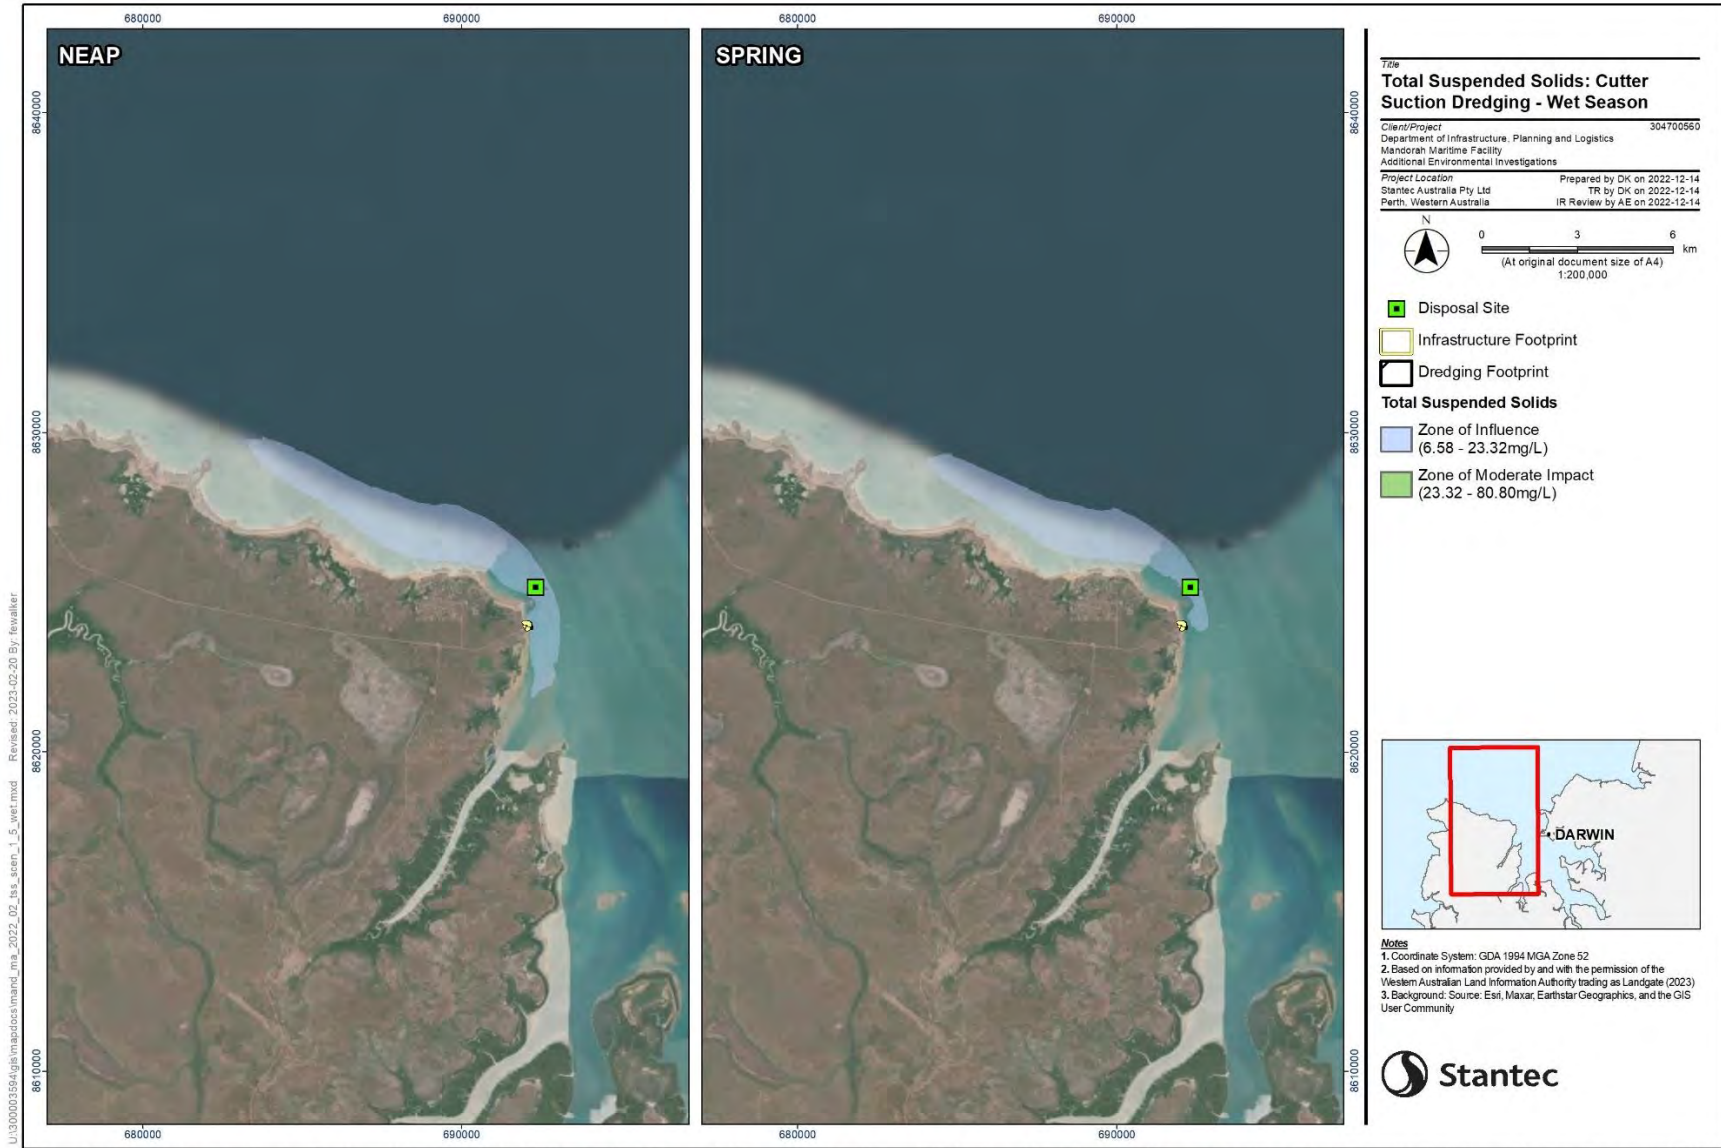 680000
690000
680000
690000
NEAP
SPRING
8640000
8630000
8620000
8610000
8640000
8630000
8620000
8610000
680000
690000
680000
690000
U:\300003594\gis\mapdocs\mand_ma_2022_02_tss_scen_1_5_wet.mxd Revised: 2023-02-20 By: fewalker
Title
Total Suspended Solids: Cutter
Suction Dredging - Wet Season
Client/Project 304700560
Department of Infrastructure, Planning and Logistics
Mandorah Maritime Facility
Additional Environmental Investigations
Project Location Prepared by DK on 2022-12-14
Stantec Australia Pty Ltd TR by DK on 2022-12-14
Perth, Western Australia IR Review by AE on 2022-12-14
N
0 3 6
km
(At original document size of A4)
1:200,000
Disposal Site
Infrastructure Footprint
Dredging Footprint
Total Suspended Solids
Zone of Influence
(6.58 - 23.32mg/L)
Zone of Moderate Impact
(23.32 - 80.80mg/L)
DARWIN
Notes
1. Coordinate System: GDA 1994 MGA Zone 52
2. Based on information provided by and with the permission of the
Western Australian Land Information Authority trading as Landgate (2023)
3. Background: Source: Esri, Maxar, Earthstar Geographics, and the GIS
User Community
Stantec